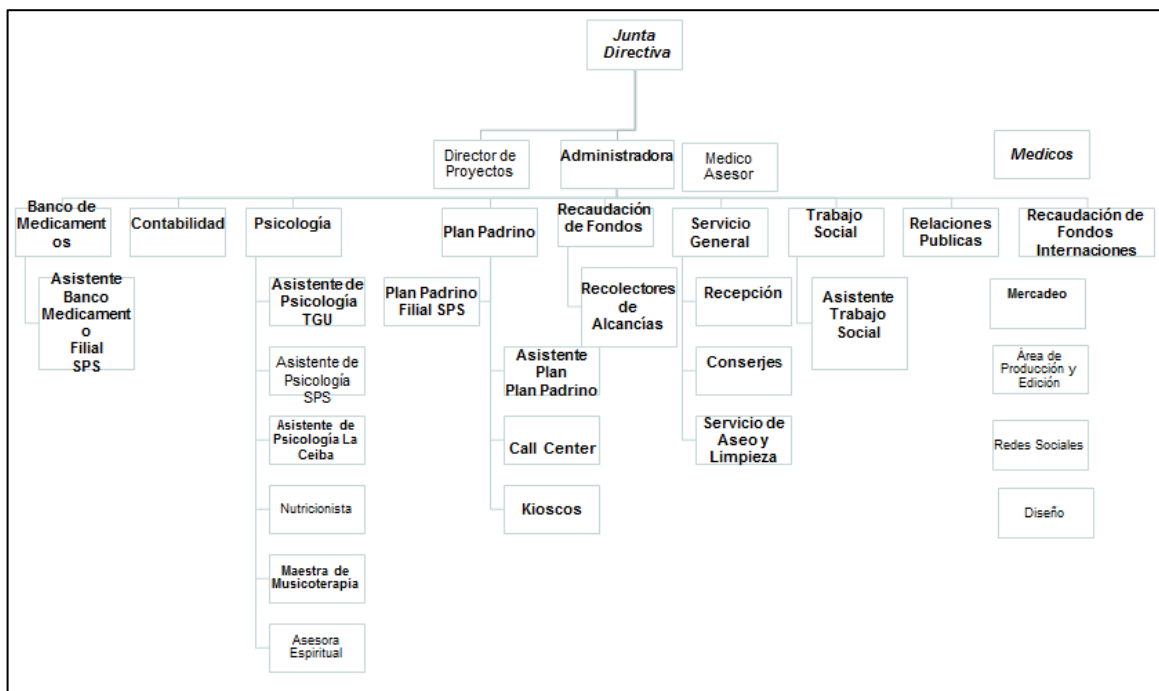 Junta
Directiva
Director de
Proyectos
Administradora
Medico
Asesor
Medicos
Banco de
Medicament
os
Contabilidad
Psicología
Plan Padrino
Recaudación
de Fondos
Servicio
General
Trabajo
Social
Relaciones
Publicas
Recaudación de
Fondos
Internaciones
Asistente
Banco
Medicament
o
Filial
SPS
Asistente de
Psicología
TGU
Asistente de
Psicología
SPS
Asistente de
Psicología La
Ceiba
Nutricionista
Maestra de
Musicoterapia
Asesora
Espiritual
Plan Padrino
Filial SPS
Asistente
Plan
Plan Padrino
Call Center
Kioscos
Recolectores
de
Alcancías
Recepción
Conserjes
Servicio de
Aseo y
Limpieza
Asistente
Trabajo
Social
Mercadeo
Área de
Producción y
Edición
Redes Sociales
Diseño